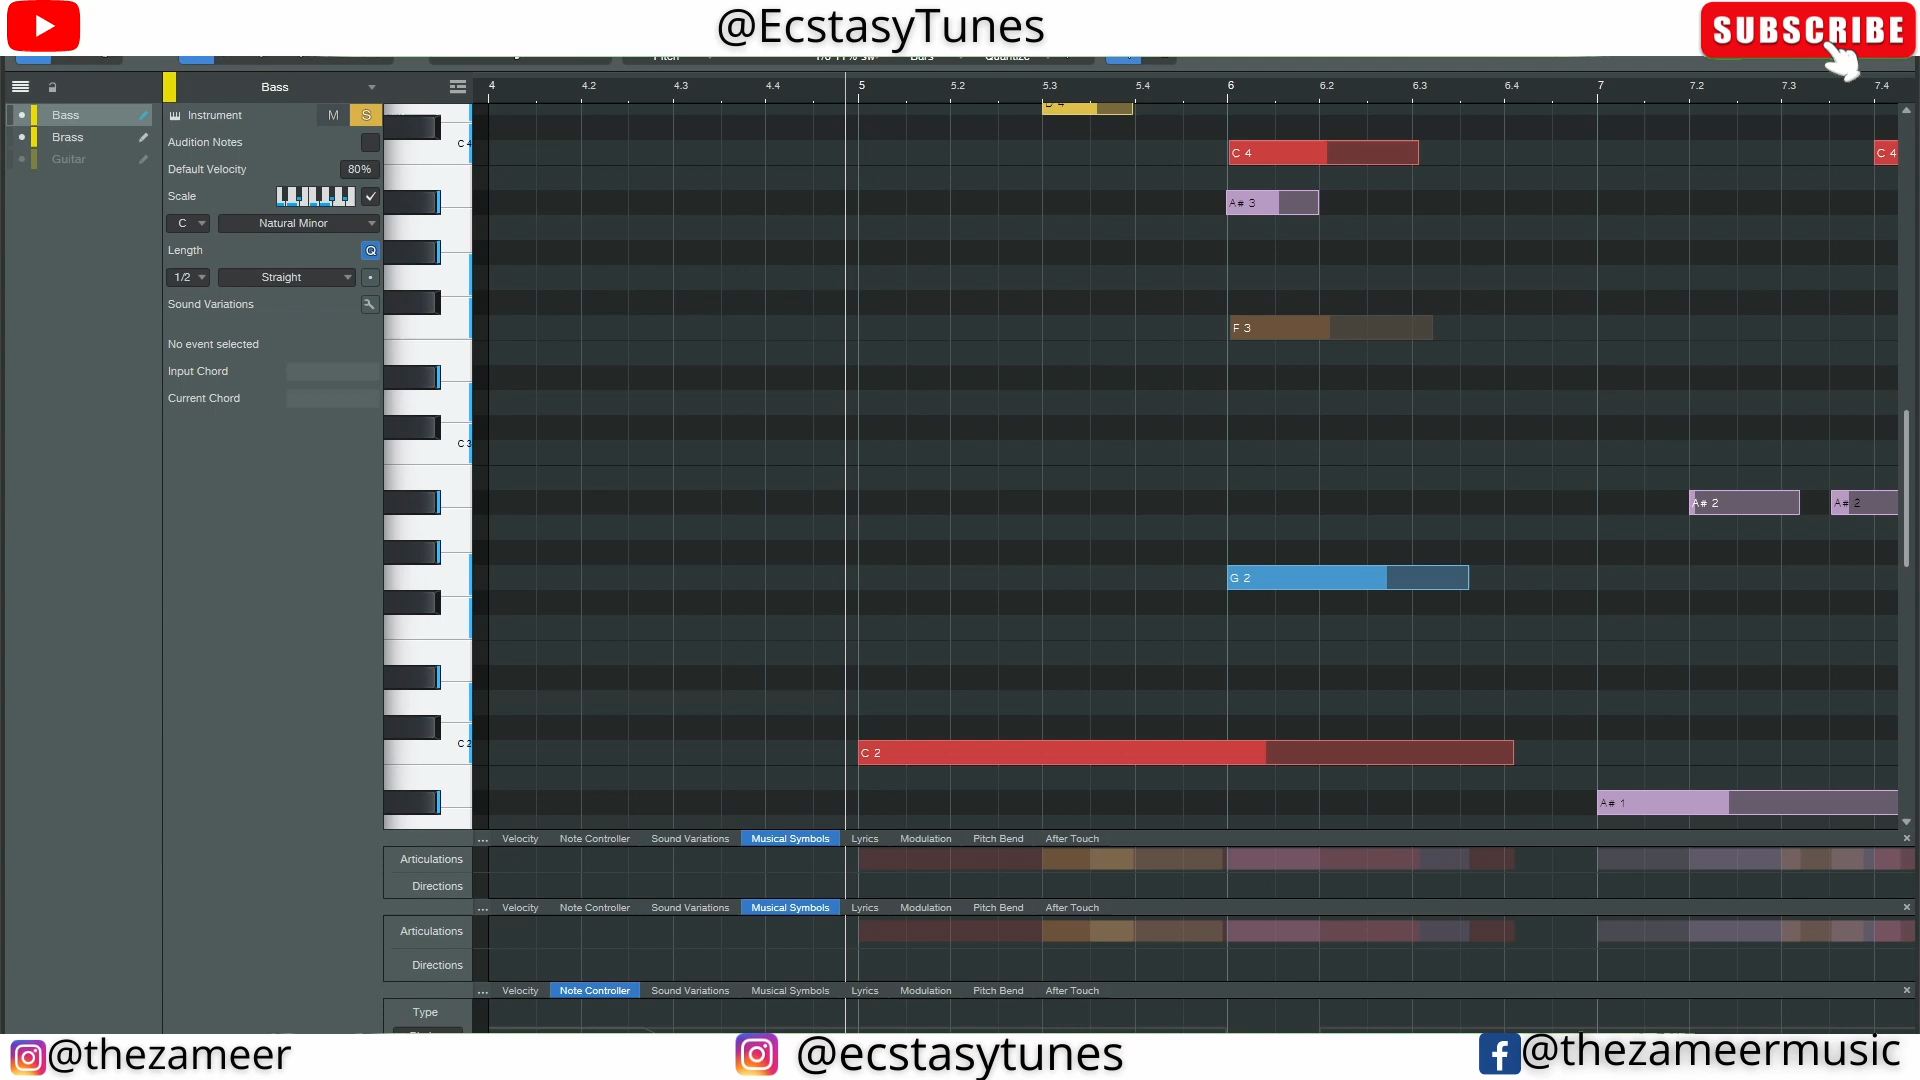 @EcstasyTunes
SUBSCRIBE
Bass
4 4.2 4.3 4.4 5 5.2 5.3 5.4 6 6.2 6.3 6.4 7 7.2 7.3 7.4
Bass
Brass
Guitar
Instrument M S
Audition Notes
Default Velocity 80%
Scale
C Natural Minor
Length Q
1/2 Straight
Sound Variations
No event selected
Input Chord
Current Chord
C 4
C 3
C 2
C 4
C 4
A# 3
F 3
A# 2
A# 2
G 2
C 2
A# 1
... Velocity Note Controller Sound Variations Musical Symbols Lyrics Modulation Pitch Bend After Touch
Articulations
Directions
... Velocity Note Controller Sound Variations Musical Symbols Lyrics Modulation Pitch Bend After Touch
Articulations
Directions
... Velocity Note Controller Sound Variations Musical Symbols Lyrics Modulation Pitch Bend After Touch
Type
@thezameer
@ecstasytunes
@thezameermusic